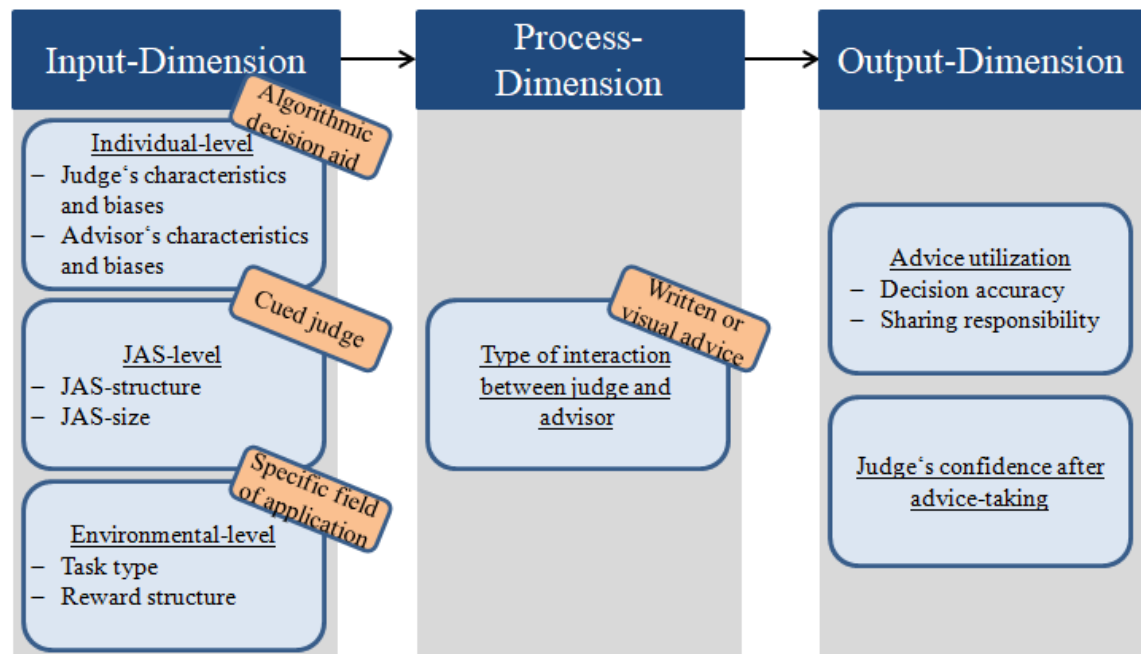 Input-Dimension
Process-
Dimension
Output-Dimension
Algorithmic
decision aid
Individual-level
– Judge‘s characteristics
and biases
– Advisor‘s characteristics
and biases
Cued judge
JAS-level
– JAS-structure
– JAS-size
Specific field
of application
Environmental-level
– Task type
– Reward structure
Written or
visual advice
Type of interaction
between judge and
advisor
Advice utilization
– Decision accuracy
– Sharing responsibility
Judge‘s confidence after
advice-taking